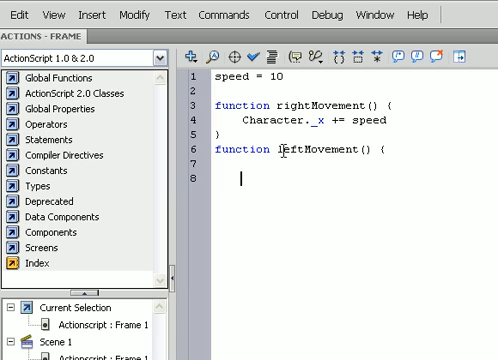 Edit View Insert Modify Text Commands Control Debug Window Help
ACTIONS - FRAME
ActionScript 1.0 & 2.0
Global Functions
ActionScript 2.0 Classes
Global Properties
Operators
Statements
Compiler Directives
Constants
Types
Deprecated
Data Components
Components
Screens
Index
Current Selection
Actionscript : Frame 1
Scene 1
Actionscript : Frame 1
1 speed = 10
2
3 function rightMovement() {
4 Character._x += speed
5 }
6 function leftMovement() {
7
8